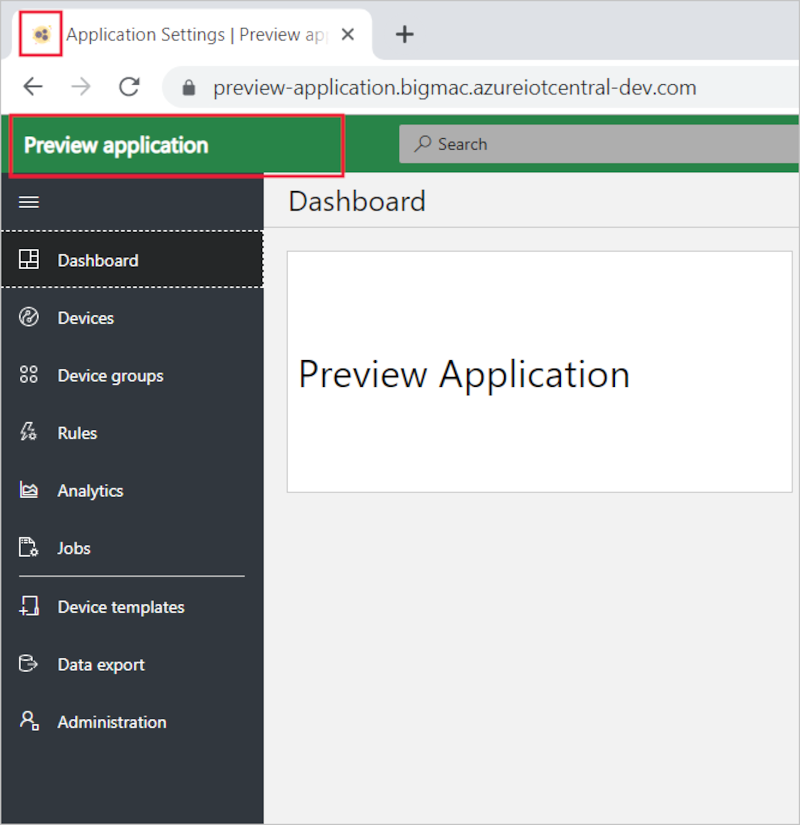 Application Settings | Preview ap
preview-application.bigmac.azureiotcentral-dev.com
Preview application
Search
Dashboard
Dashboard
Preview Application
Devices
Device groups
Rules
Analytics
Jobs
Device templates
Data export
Administration